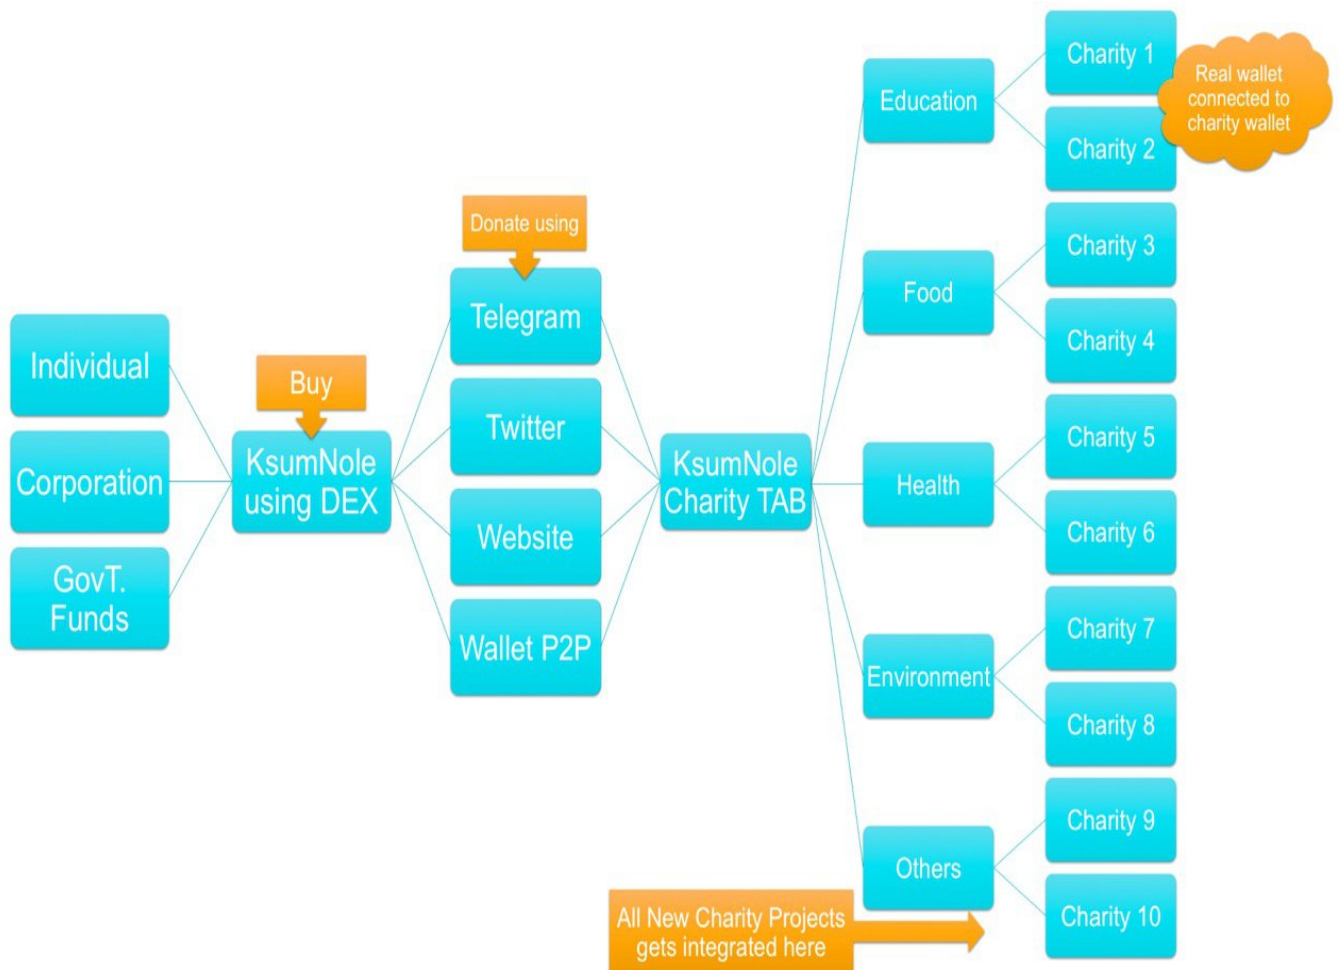 Individual
Corporation
GovT.
Funds
Buy
KsumNole
using DEX
Donate using
Telegram
Twitter
Website
Wallet P2P
KsumNole
Charity TAB
Education
Food
Health
Environment
Others
Charity 1
Charity 2
Charity 3
Charity 4
Charity 5
Charity 6
Charity 7
Charity 8
Charity 9
Charity 10
Real wallet
connected to
charity wallet
All New Charity Projects
gets integrated here